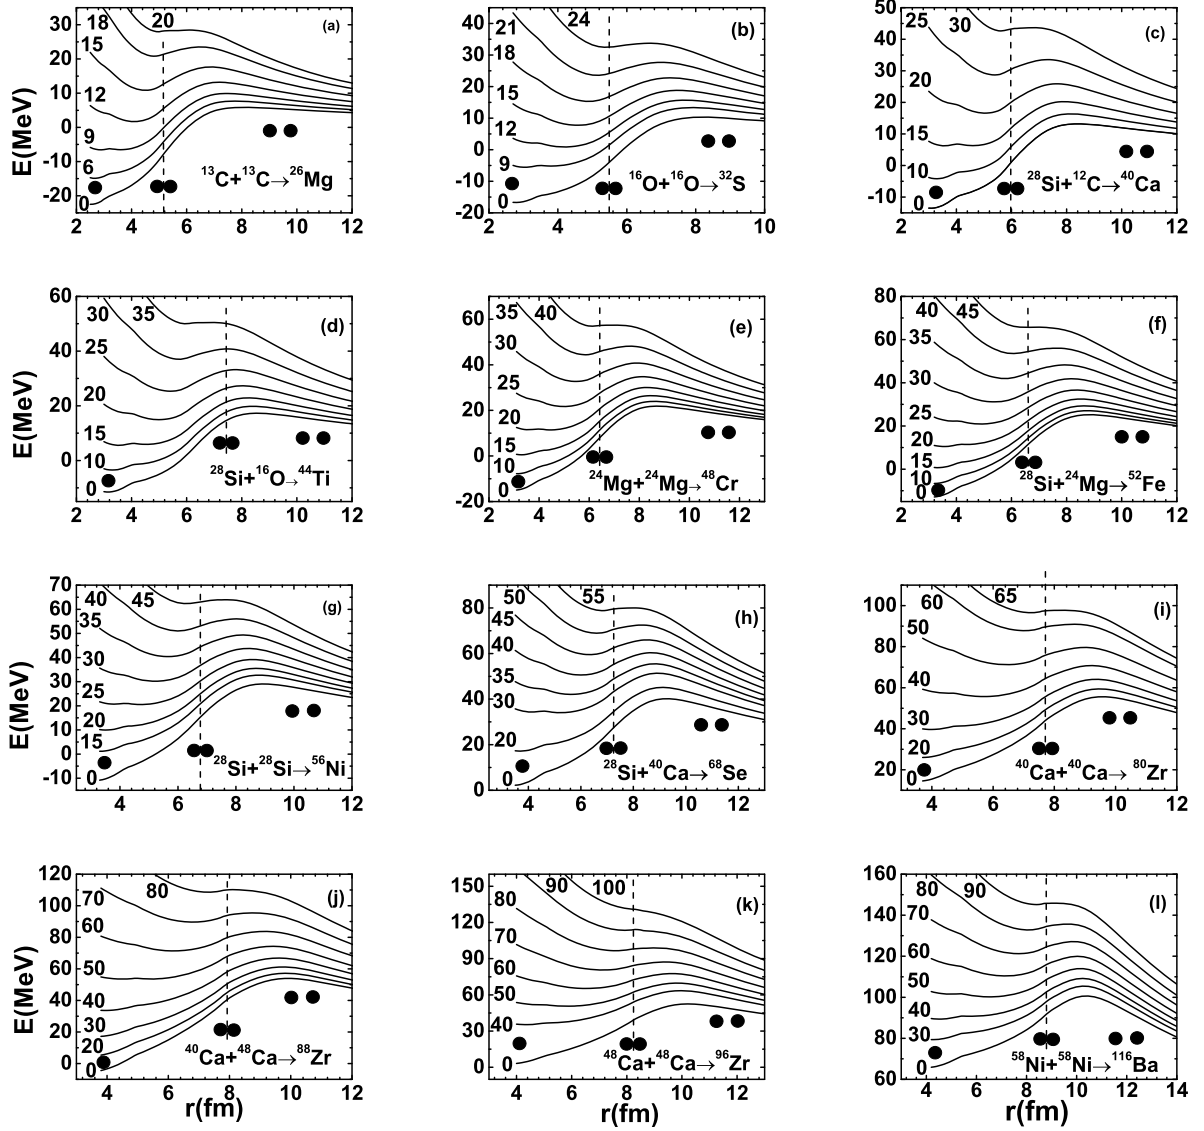 30 18 20 (a)
20 15
10 12
0 9
-10 6
-20 0
¹³C+¹³C→²⁶Mg
2 4 6 8 10 12
E(MeV)
40 21 24 (b)
30 18
20 15
10 12
0 9
-10 0
-20
¹⁶O+¹⁶O→³²S
2 4 6 8 10
50 25 30 (c)
40
30 20
20
10 15
0 10
-10 0
²⁸Si+¹²C→⁴⁰Ca
2 4 6 8 10 12
60 30 35 (d)
40 25
20 20
15
0 10
0
²⁸Si+¹⁶O→⁴⁴Ti
2 4 6 8 10 12
E(MeV)
60 35 40 (e)
40 30
25
20 20
15
0 10
-20 0
²⁴Mg+²⁴Mg→⁴⁸Cr
2 4 6 8 10 12
80 40 45 (f)
60 35
40 30
25
20 20
15
0 10
0
²⁸Si+²⁴Mg→⁵²Fe
2 4 6 8 10 12
70 40 45 (g)
60 35
50
40 30
30 25
20 20
10 15
0
-10 0
²⁸Si+²⁸Si→⁵⁶Ni
4 6 8 10 12
E(MeV)
80 50 55 (h)
45
60 40
35
40 30
20 20
0 0
²⁸Si+⁴⁰Ca→⁶⁸Se
4 6 8 10 12
100 60 65 (i)
80 50
60 40
40 30
20
20 0
⁴⁰Ca+⁴⁰Ca→⁸⁰Zr
4 6 8 10 12
120 80 (j)
100 70
80 60
60 50
40 40
20 30
20
0 0
⁴⁰Ca+⁴⁸Ca→⁸⁸Zr
4 6 8 10 12
E(MeV)
r(fm)
150 90 100 (k)
120 80
70
90 60
60 50
30 40
0 0
⁴⁸Ca+⁴⁸Ca→⁹⁶Zr
4 6 8 10 12
r(fm)
160 80 90 (l)
140 70
120 60
50
100 40
80 30
60 0
⁵⁸Ni+⁵⁸Ni→¹¹⁶Ba
4 6 8 10 12 14
r(fm)